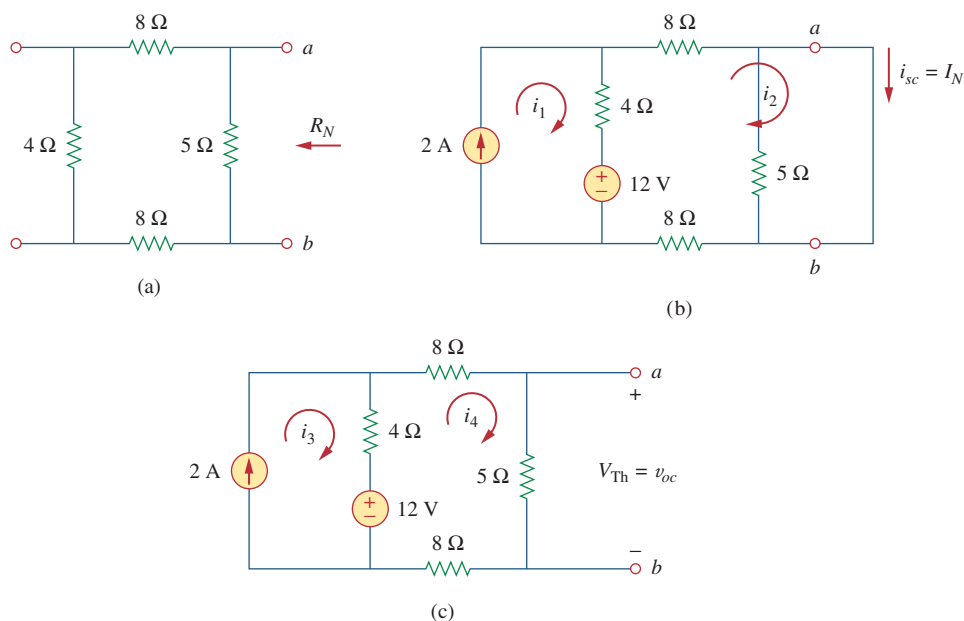 8 Ω
a
4 Ω
5 Ω
R_N
8 Ω
b
(a)
8 Ω
a
i_sc = I_N
i_1
4 Ω
i_2
2 A
12 V
5 Ω
8 Ω
b
(b)
8 Ω
a
+
i_3
4 Ω
i_4
2 A
5 Ω
V_Th = v_oc
12 V
8 Ω
−
b
(c)